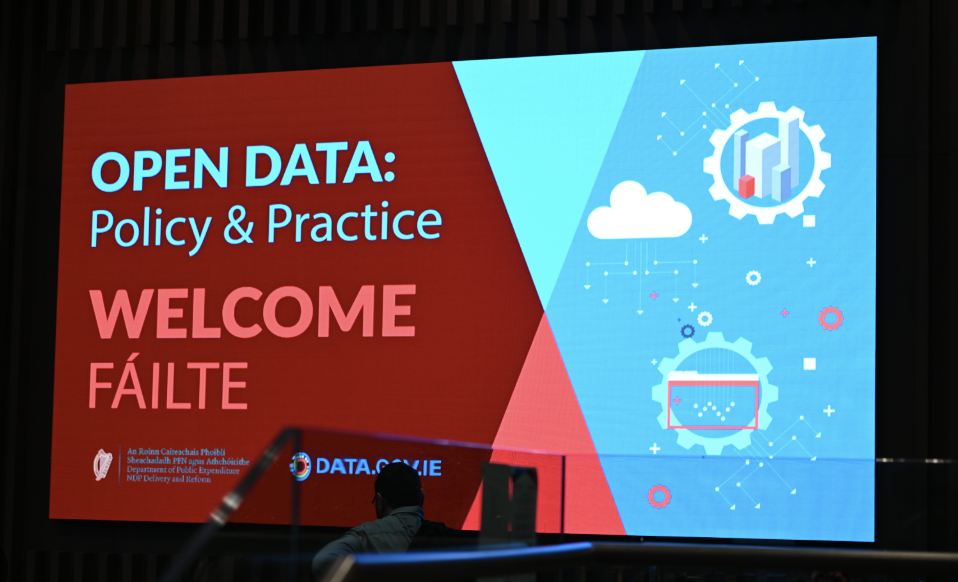 OPEN DATA:
Policy & Practice
WELCOME
FÁILTE
An Roinn Caiteachais Phoiblí
Sheachadadh PFN agus Athchóirithe
Department of Public Expenditure
NDP Delivery and Reform
DATA.GOV.IE